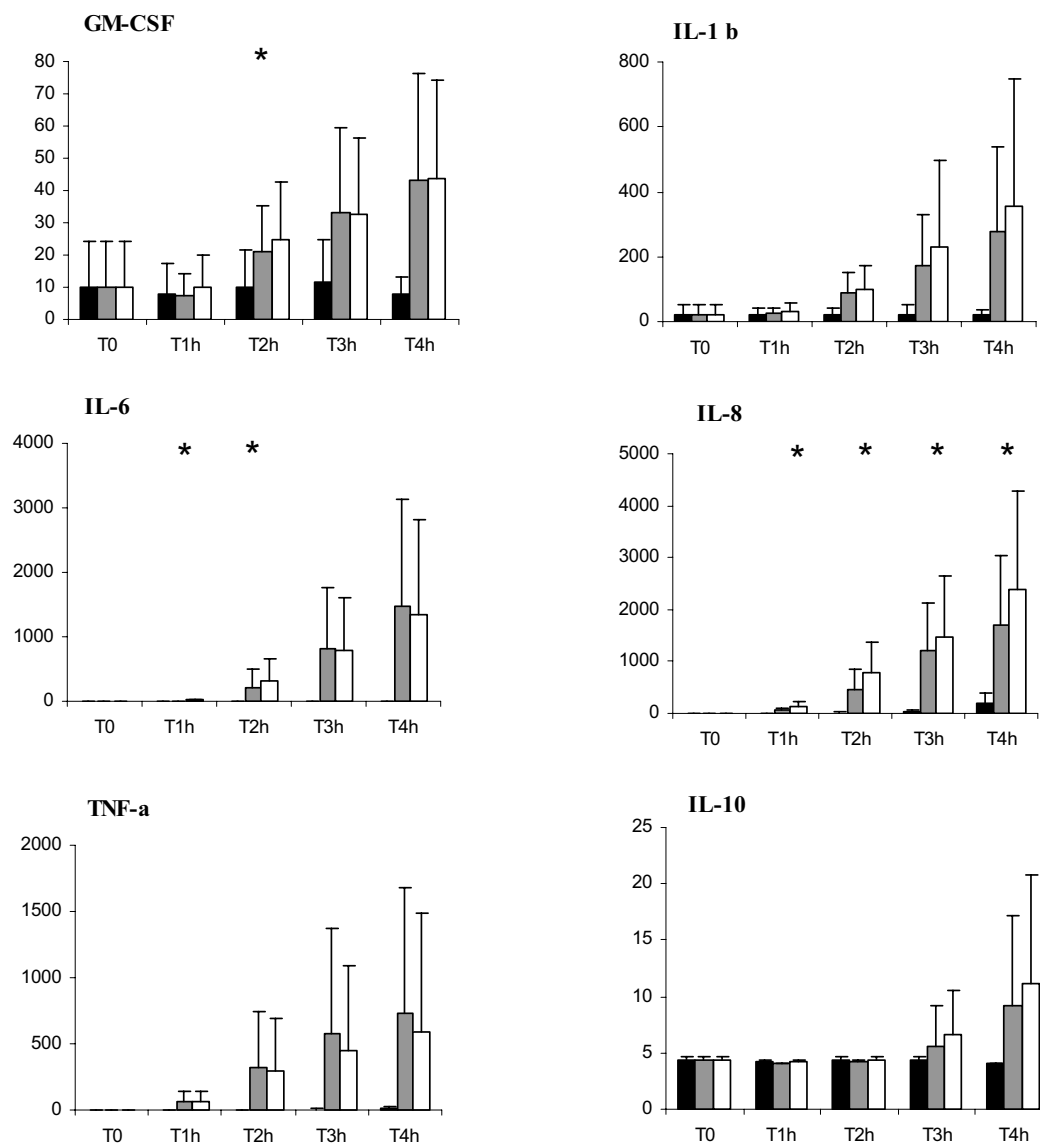 GM-CSF
*
80
70
60
50
40
30
20
10
0
T0 T1h T2h T3h T4h
IL-1 b
800
600
400
200
0
T0 T1h T2h T3h T4h
IL-6
* *
4000
3000
2000
1000
0
T0 T1h T2h T3h T4h
IL-8
* * * *
5000
4000
3000
2000
1000
0
T0 T1h T2h T3h T4h
TNF-a
2000
1500
1000
500
0
T0 T1h T2h T3h T4h
IL-10
25
20
15
10
5
0
T0 T1h T2h T3h T4h